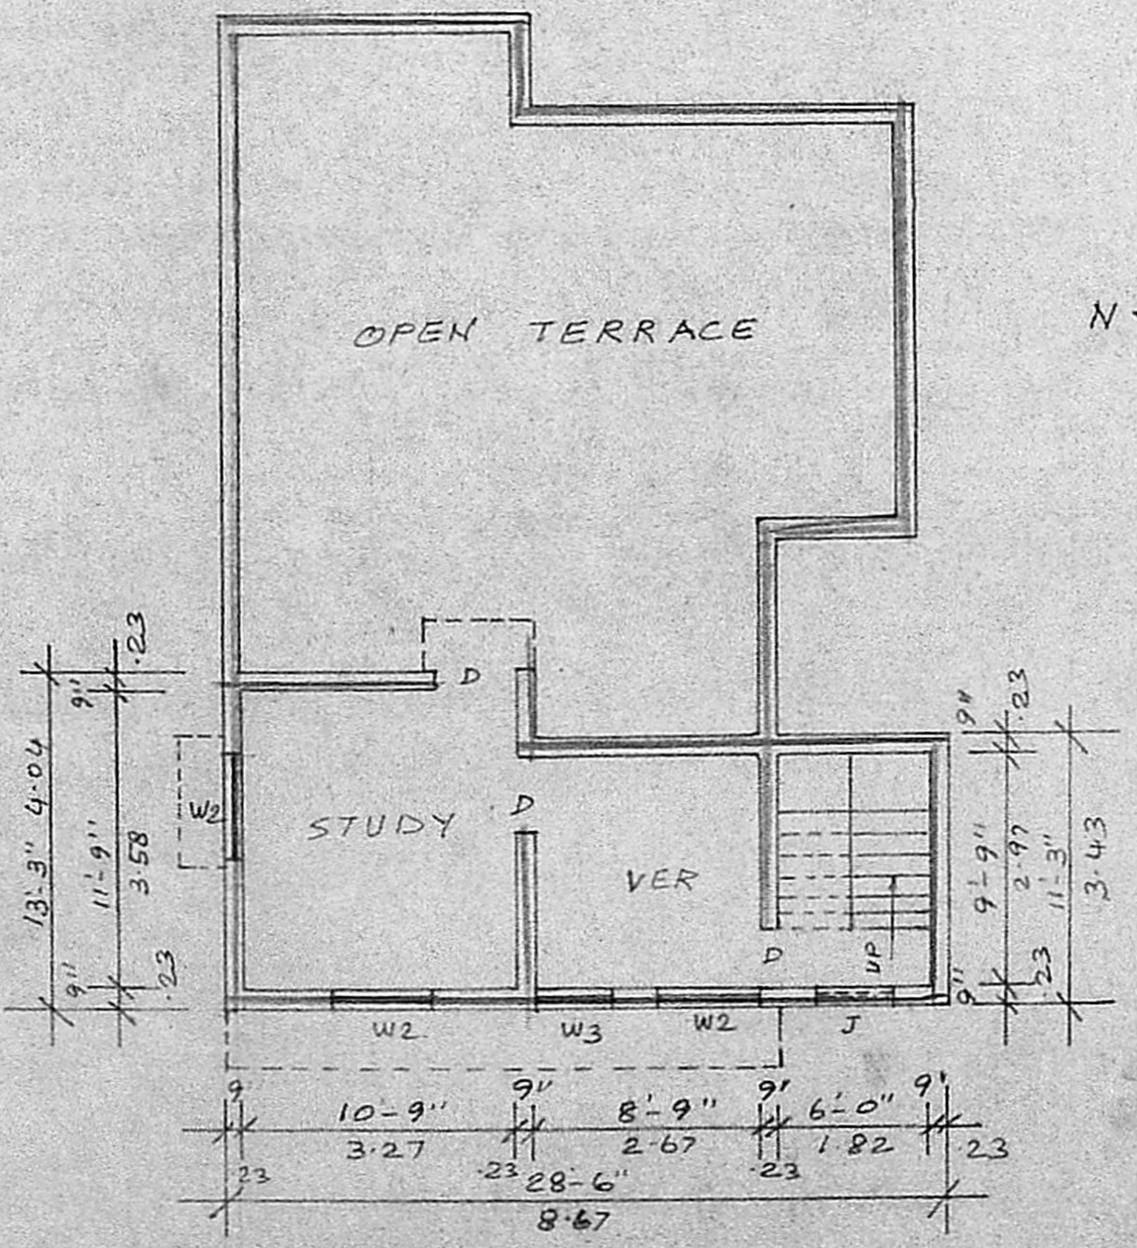 OPEN TERRACE
N
D
.23
9"
13'-3" 4.04
11'-9"
3.58
9"
.23
W2
STUDY
D
VER
D
UP
9"
.23
9'-9"
2.97
11'-3"
3.43
9"
.23
W2
W3
W2
J
9 10-9" 9" 8'-9" 9' 6'-0" 9'
.23 3.27 .23 2.67 .23 1.82 .23
28-6"
8.67